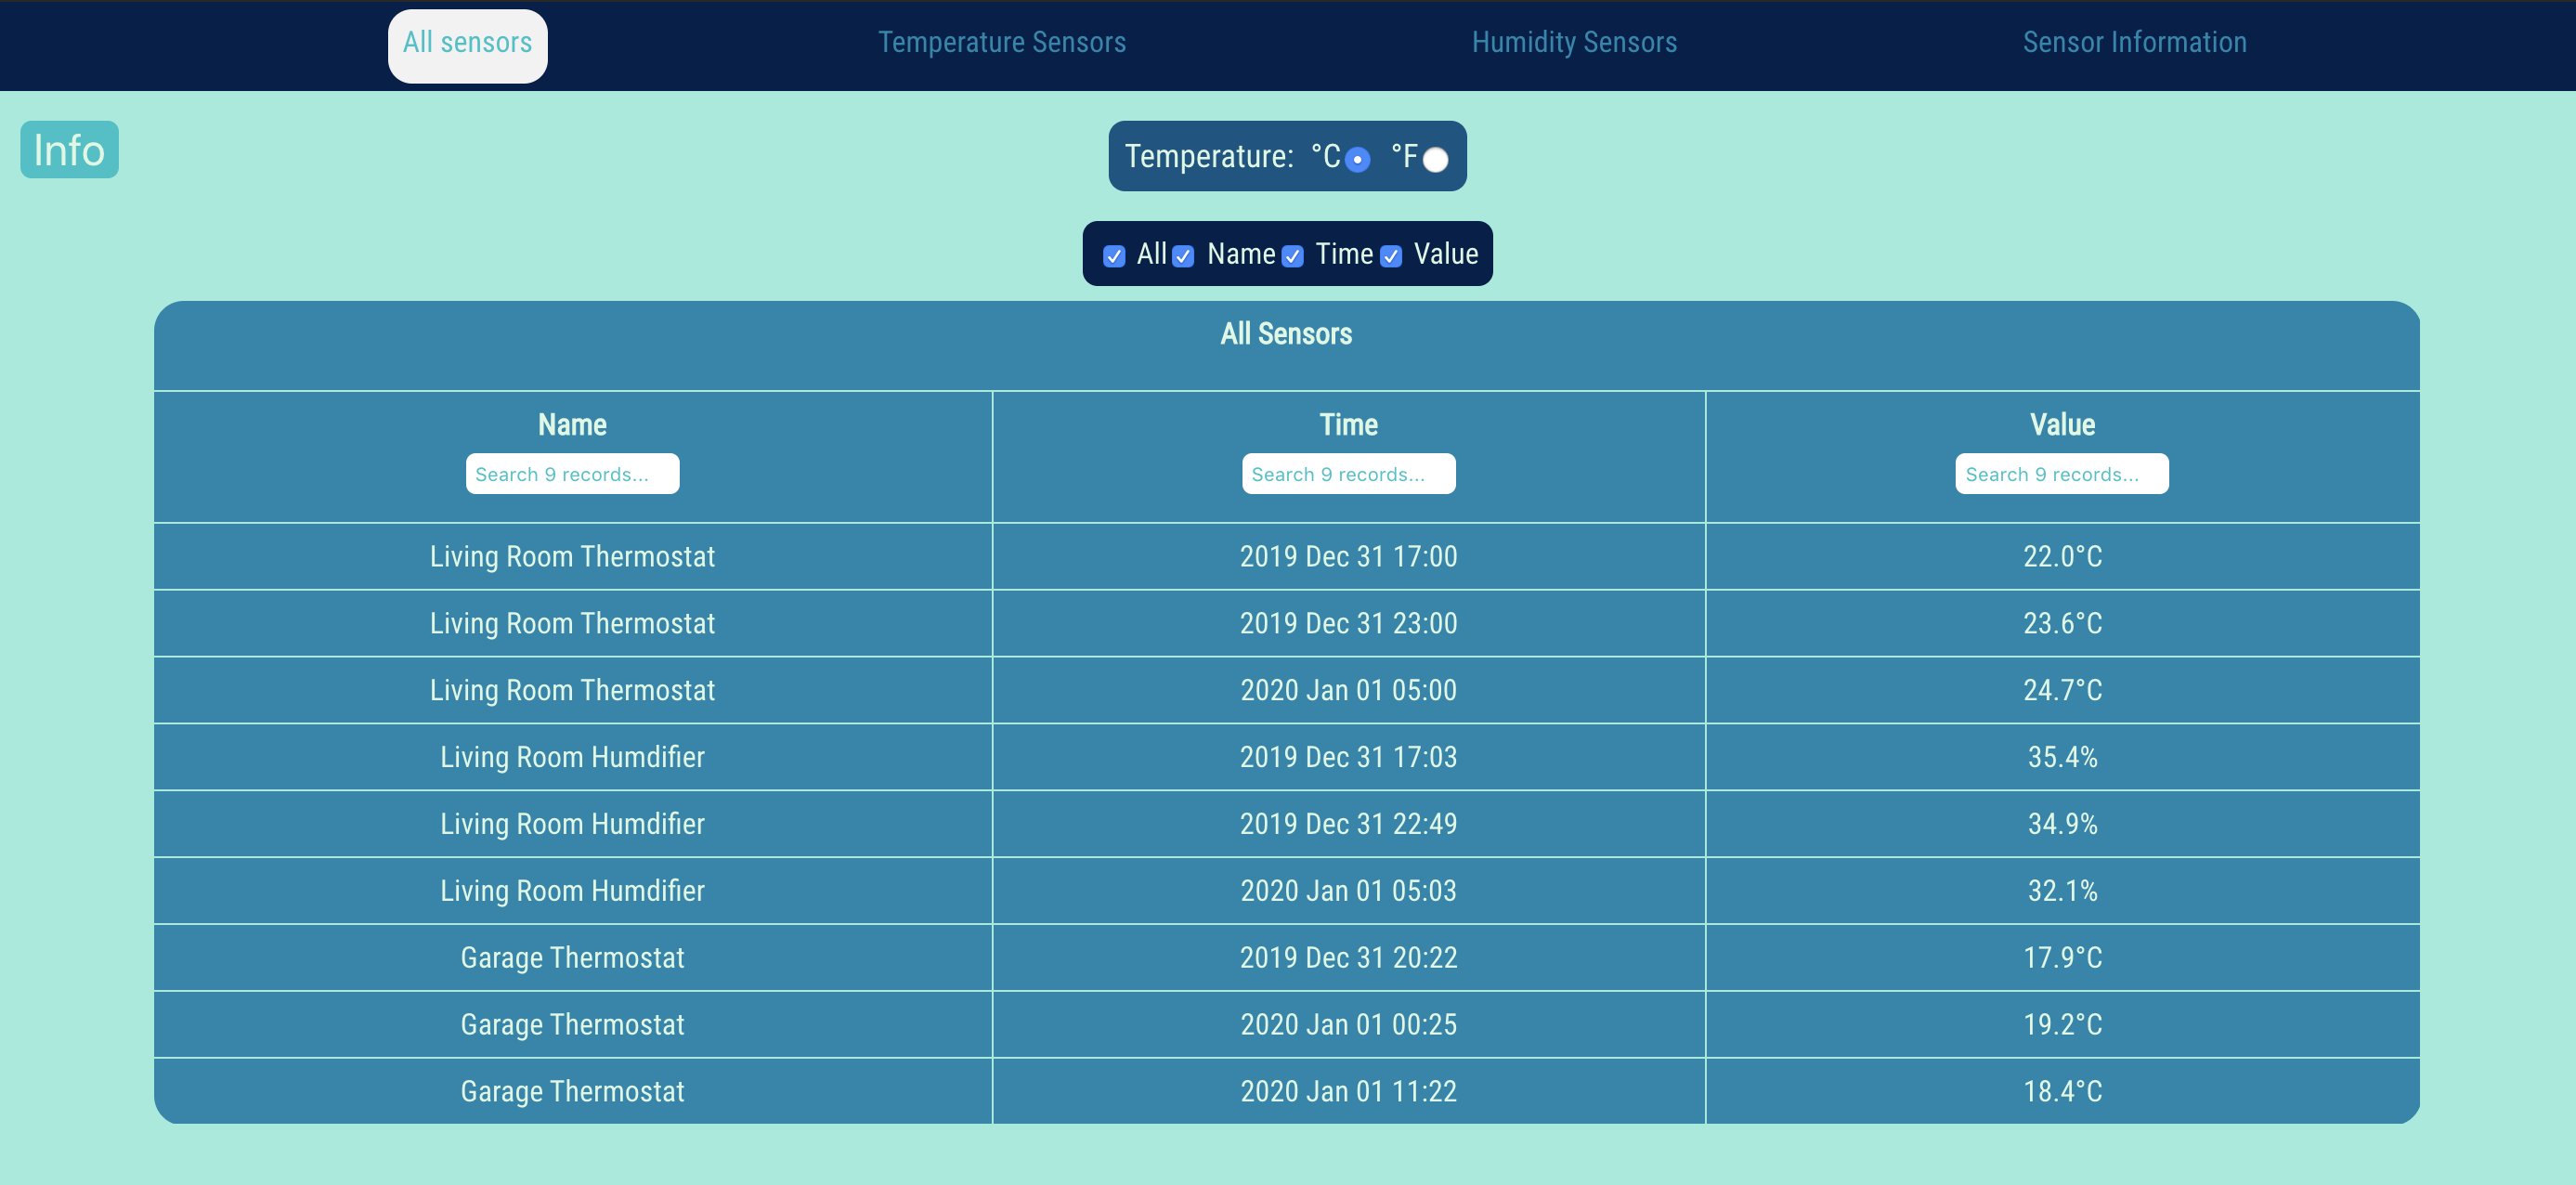 All sensors Temperature Sensors Humidity Sensors Sensor Information
Info
Temperature: °C °F
All Name Time Value
All Sensors
Name Time Value
Search 9 records... Search 9 records... Search 9 records...
Living Room Thermostat 2019 Dec 31 17:00 22.0°C
Living Room Thermostat 2019 Dec 31 23:00 23.6°C
Living Room Thermostat 2020 Jan 01 05:00 24.7°C
Living Room Humdifier 2019 Dec 31 17:03 35.4%
Living Room Humdifier 2019 Dec 31 22:49 34.9%
Living Room Humdifier 2020 Jan 01 05:03 32.1%
Garage Thermostat 2019 Dec 31 20:22 17.9°C
Garage Thermostat 2020 Jan 01 00:25 19.2°C
Garage Thermostat 2020 Jan 01 11:22 18.4°C